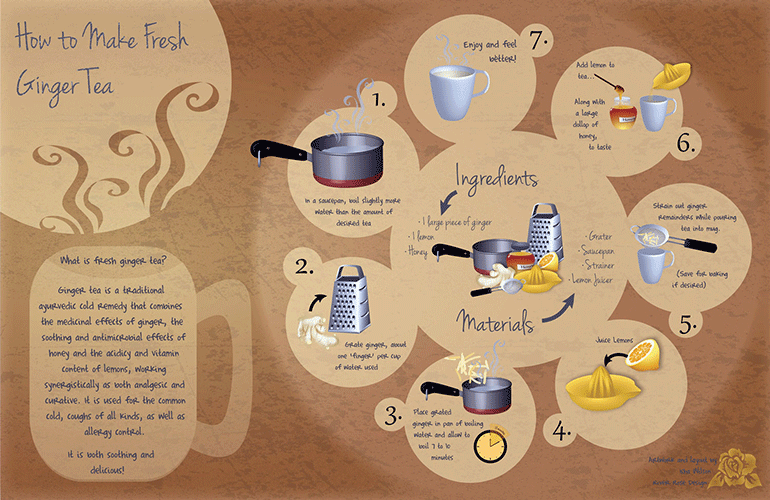 How to Make Fresh
Ginger Tea
What is fresh ginger tea?
Ginger tea is a traditional
ayurvedic cold remedy that combines
the medicinal effects of ginger, the
soothing and antimicrobial effects of
honey and the acidicy and vitamin
content of lemons, working
synergistically as both analgesic and
curative. It is used for the common
cold, coughs of all kinds, as well as
allergy control.
It is both soothing and
delicious!
Ingredients
· 1 large piece of ginger
· 1 lemon
· Honey
Materials
· Grater
· Saucepan
· Strainer
· Lemon Juicer
1.
In a saucepan, boil slightly more
water than the amount of
desired tea
2.
Grate ginger, about
one 'finger' per cup
of water used
3.
Place grated
ginger in pan of boiling
water and allow to
boil 7 to 10
minutes
4.
Juice Lemons
5.
Strain out ginger
remainders while pouring
tea into mug.
(Save for baking
if desired)
6.
Add lemon to
tea...
Along with
a large
dollop of
honey,
to taste
Honey
7.
Enjoy and feel
better!
Artwork and layout by
Design